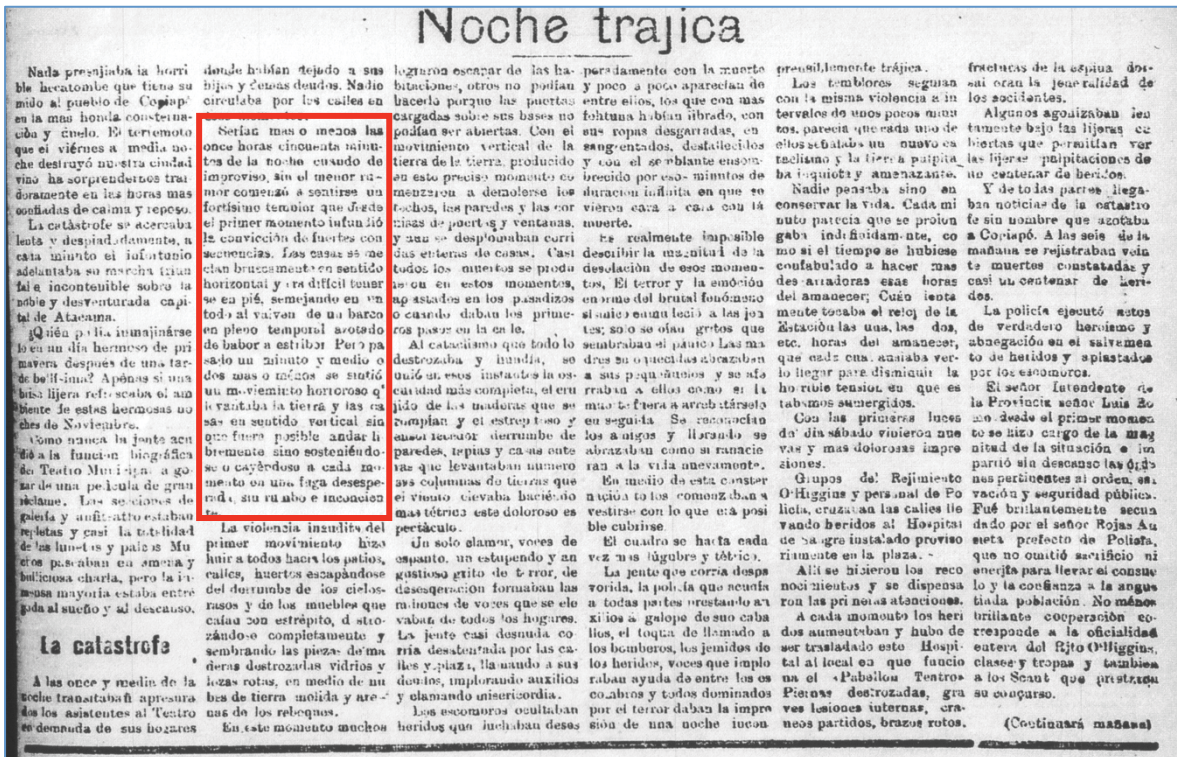 Noche trajica
Nada presajiaba la horri
ble hecatombe que tiene su
mido al pueblo de Copiapó
en la mas honda consterna-
ción y duelo. El terremoto
que el viérnes a media no-
che destruyó nuestra ciudad
vino ha sorprendernos trai
doramente en las horas mas
confiadas de calma y reposo.
La catástrofe se acercaba
lenta y despiadadamente, a
cada minuto el infortunio
adelantaba su marcha triun
fal e incontenible sobre la
noble y desventurada capi-
tal de Atacama.
¿Quién podia inmajinárse
lo en un dia hermoso de pri
mavera después de una tar-
de bellísima? Apénas si una
brisa lijera refrescaba el am
biente de estas hermosas no
ches de Noviembre.
Como nunca la jente acu
dió a la funcion biográfica
del Teatro Municipal a go-
zar de una pelicula de gran
réclame. Las secciones de
galeria y anfiteatro estaban
repletas y casi la totalidad
de las lunetas y palcos Mu
chos paseaban en amena y
bulliciosa charla, pero la in-
mensa mayoria estaba entre
gada al sueño y al descanso.
La catastrofe
A las once y media de la
noche transitaban apresura
dos los asistentes al Teatro
en demanda de sus hogares
donde habian dejado a sus
hijos y demas deudos. Nadie
circulaba por las calles en
Serian mas o menos las
once horas cincuenta minu-
tos de la noche cuando de
improviso, sin el menor ru-
mor comenzó a sentirse un
fortísimo temblor que desde
el primer momento infundió
la convicción de fuertes con
secuencias. Las casas se me
cian bruscamente en sentido
horizontal y era dificil tener
se en pié, semejando en un
todo al vaiven de un barco
en pleno temporal azotado
de babor a estribor Pero pa
sado un minuto y medio o
dos mas o ménos se sintió
un movimiento horroroso q'
levantaba la tierra y las ca
sas en sentido vertical sin
que fuera posible andar li
bremente sino sosteniéndo-
se o cayéndose a cada mo-
mento en una fuga desespe-
rada, sin rumbo e inconcien
te.
La violencia inaudita del
primer movimiento hizo
huir a todos hacia los patios,
calles, huertos escapándose
del derrumbe de los cielos-
rasos y de los muebles que
caian con estrépito, destro-
zándose completamente y
sembrando las piezas de ma
deras destrozadas vidrios y
lozas rotas, en medio de nu
bes de tierra molida y are-
nas de los reboques.
En este momento muchos
lograron escapar de las ha-
bitaciones, otros no podian
hacerlo porque las puertas
cargadas sobre sus bases no
podian ser abiertas. Con el
movimiento vertical de la
tierra de la tierra, producido
en este preciso momento co
menzaron a demolerse los
techos, las paredes y las cor
nisas de puertas y ventanas,
y aun se desplomaban corri
das enteras de casas. Casi
todos los muertos se produ
jeron en estos momentos,
aplastados en los pasadizos
o cuando daban los prime-
ros pasos en la calle.
Al cataclismo que todo lo
destrozaba y hundia, se
unió en esos instantes la os-
curidad más completa, el cru
jido de las maderas que se
rompian y el estrepitoso y
ensordecedor derrumbe de
paredes, tapias y casas ente
ras que levantaban numero
sas columnas de tierras que
el viento elevaba haciendo
mas tétrico este doloroso es
pectáculo.
Un solo clamor, voces de
espanto, un estupendo y an
gustioso grito de terror, de
desesperación formaban las
millones de voces que se ele
vaban de todos los hogares.
La jente casi desnuda co-
rria desatentada por las ca-
lles y plaza, llamando a sus
deudos, implorando auxilios
y clamando misericordia.
Los escombros ocultaban
heridos que luchaban deses
peradamente con la muerte
y poco a poco aparecian de
entre ellos, los que con mas
fortuna habian librado, con
sus ropas desgarradas, en
sangrentados, desfallecidos
y con el semblante ensom-
brecido por esos minutos de
duracion infinita en que se
vieron cara a cara con la
muerte.
Es realmente imposible
describir la magnitud de la
desolación de esos momen-
tos. El terror y la emoción
enorme del brutal fenómeno
sismico enmudeció a las jen
tes; solo se oian gritos que
sembraban el pánico Las ma
dres enloquecidas abrazaban
a sus pequeñuelos y se afe
rraban a ellos como si la
muerte fuera a arrebatárselo
en seguida. Se reconocian
los amigos y llorando se
abrazaban como si renacie
ran a la vida nuevamente.
En medio de esta conster
nación todos comenzaban a
vestirse con lo que era posi
ble cubrirse.
El cuadro se hacia cada
vez mas lúgubre y tétrico.
La jente que corria despa
vorida, la policia que acudia
a todas partes prestando au
xilios a galope de sus caba
llos, el toque de llamado a
los bomberos, los jemidos de
los heridos, voces que implo
raban ayuda de entre los es
combros y todos dominados
por el terror daban la impre
sión de una noche incom
prensiblemente trájica.
Los temblores seguian
con la misma violencia a in
tervalos de unos pocos minu
tos, parecia que cada uno de
ellos señalaba un nuevo ca
taclismo y la tierra palpita
ba inquieta y amenazante.
Nadie pensaba sino en
conservar la vida. Cada mi
nuto parecia que se prolon
gaba indefinidamente, co
mo si el tiempo se hubiese
confabulado a hacer mas
desgarradoras esas horas
del amanecer; Cuán lenta
mente tocaba el reloj de la
Estación las una, las dos,
etc. horas del amanecer,
que cada cual ansiaba ver-
lo llegar para disminuir la
horrible tension en que es
tabamos sumergidos.
Con las primeras luces
del dia sábado vinieron nue
vas y mas dolorosas impre
siones.
Grupos del Rejimiento
O'Higgins y personal de Po
licia, cruzaban las calles lle
vando heridos al Hospital
de sangre instalado proviso
riamente en la plaza.
Alli se hicieron los reco
nocimientos y se dispensa
ron las primeras atenciones.
A cada momento los heri
dos aumentaban y hubo de
ser trasladado este Hospi-
tal al local en que funcio
na el «Pabellon Teatro»
Piernas destrozadas, gra
ves lesiones internas, crá-
neos partidos, brazos rotos.
fracturas de la espina dor-
sal eran la jeneralidad de
los accidentes.
Algunos agonizaban len
tamente bajo las lijeras cu
biertas que permitian ver
las lijeras palpitaciones de
un centenar de heridos.
Y de todas partes llega-
ban noticias de la catastro
fe sin nombre que azotaba
a Copiapó. A las seis de la
mañana se rejistraban vein
te muertos constatadas y
casi un centenar de heri-
dos.
La policia ejecutó actos
de verdadero heroismo y
abnegación en el salvamen
to de heridos y aplastados
por los escombros.
El señor Intendente de
la Provincia señor Luis Ro
mo desde el primer momen
to se hizo cargo de la mag
nitud de la situación e im
partió sin descanso las órde
nes pertinentes al orden, sal
vación y seguridad pública.
Fué brillantemente secun
dado por el señor Rojas Au
sieta prefecto de Policia,
que no omitió sacrificio ni
enerjia para llevar el consue
lo y la confianza a la angus
tiada población. No ménos
brillante cooperación co-
rresponde a la oficialidad
entera del Rjto O'Higgins,
clases y tropas y tambien
a los Scout que prestaron
su concurso.
(Continuará mañana)